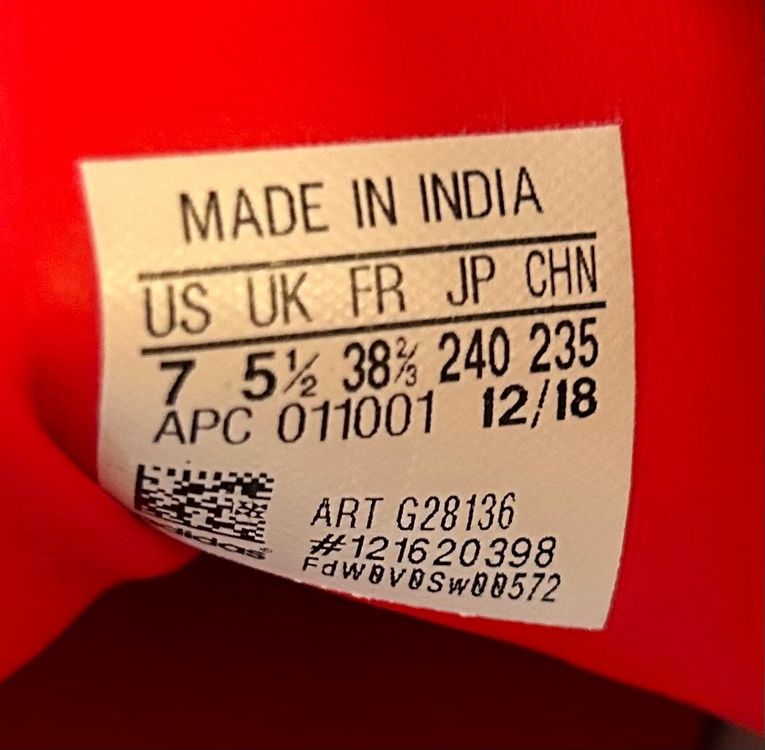 MADE IN INDIA
US UK FR JP CHN
7 5½ 38⅔ 240 235
APC 011001 12/18
ART G28136
#121620398
adidas
FdW0V0Sw00572